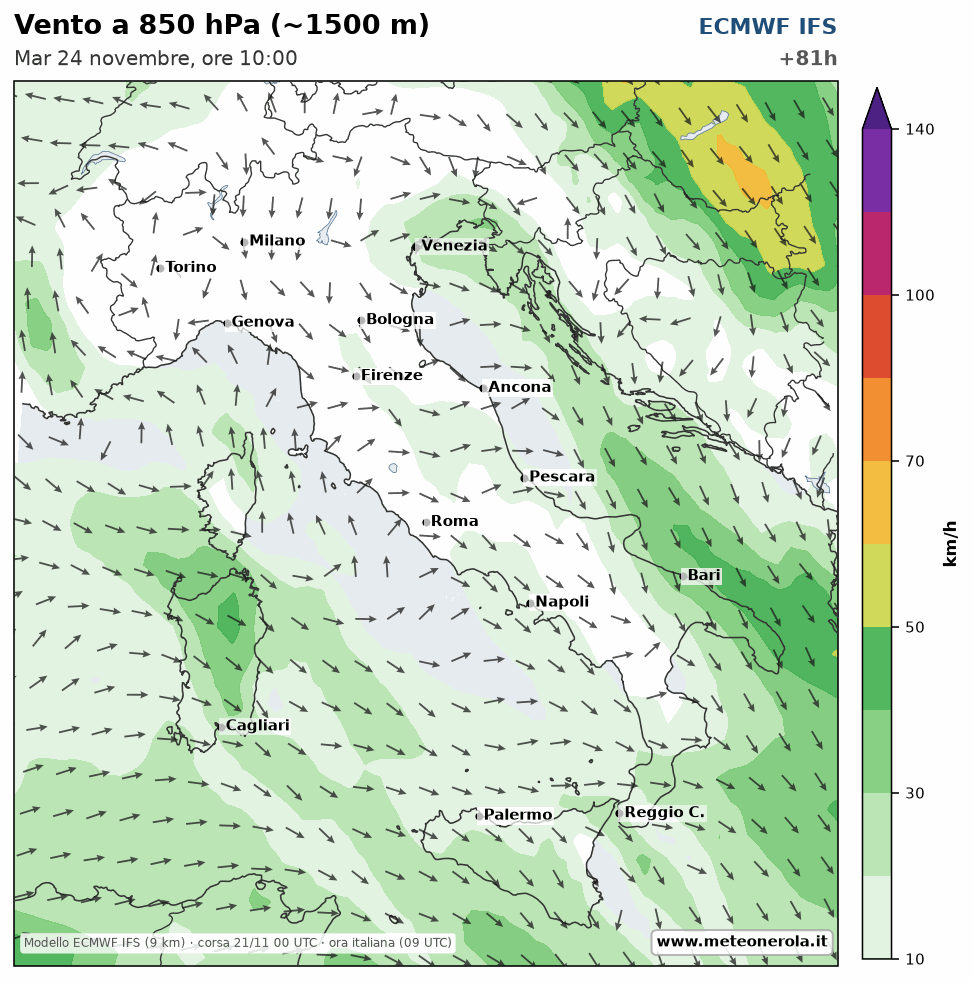 Vento a 850 hPa (~1500 m)
ECMWF IFS
Mar 24 novembre, ore 10:00
+81h
Milano
Venezia
Torino
Genova
Bologna
Firenze
Ancona
Pescara
Roma
Bari
Napoli
Cagliari
Palermo
Reggio C.
140
100
70
50
30
10
km/h
Modello ECMWF IFS (9 km) · corsa 21/11 00 UTC · ora italiana (09 UTC)
www.meteonerola.it